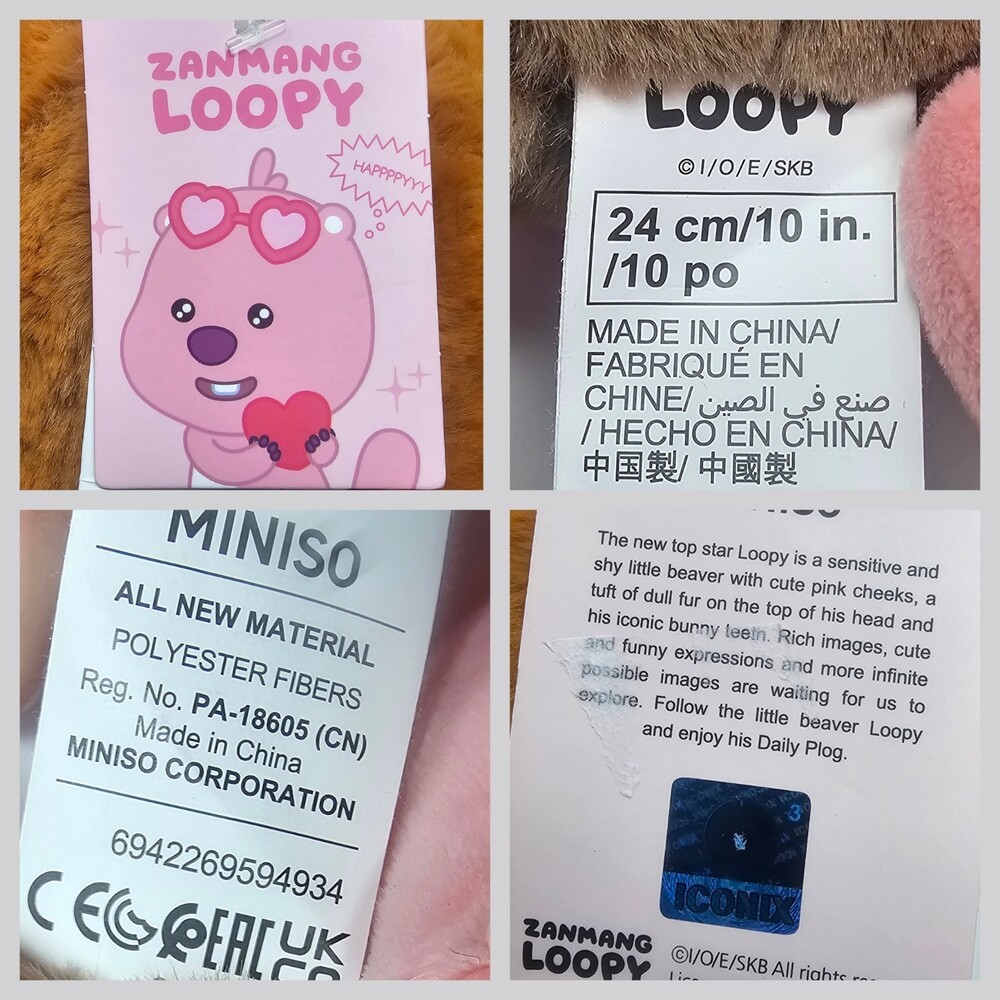 ZANMANG
LOOPY
HAPPPPYYY
LOOPY
©I/O/E/SKB
24 cm/10 in.
/10 po
MADE IN CHINA/
FABRIQUÉ EN
CHINE/ صنع في الصين
/ HECHO EN CHINA/
中国製/ 中國製
MINISO
ALL NEW MATERIAL
POLYESTER FIBERS
Reg. No. PA-18605 (CN)
Made in China
MINISO CORPORATION
6942269594934
CE EAC UK
CA
The new top star Loopy is a sensitive and
shy little beaver with cute pink cheeks, a
tuft of dull fur on the top of his head and
his iconic bunny teeth. Rich images, cute
and funny expressions and more infinite
possible images are waiting for us to
explore. Follow the little beaver Loopy
and enjoy his Daily Plog.
3
ICONIX
ZANMANG
LOOPY
©I/O/E/SKB All rights